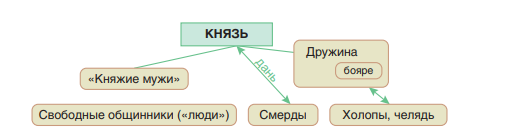 КНЯЗЬ
Дружина
дань
бояре
«Княжие мужи»
Свободные общинники («люди»)
Смерды
Холопы, челядь